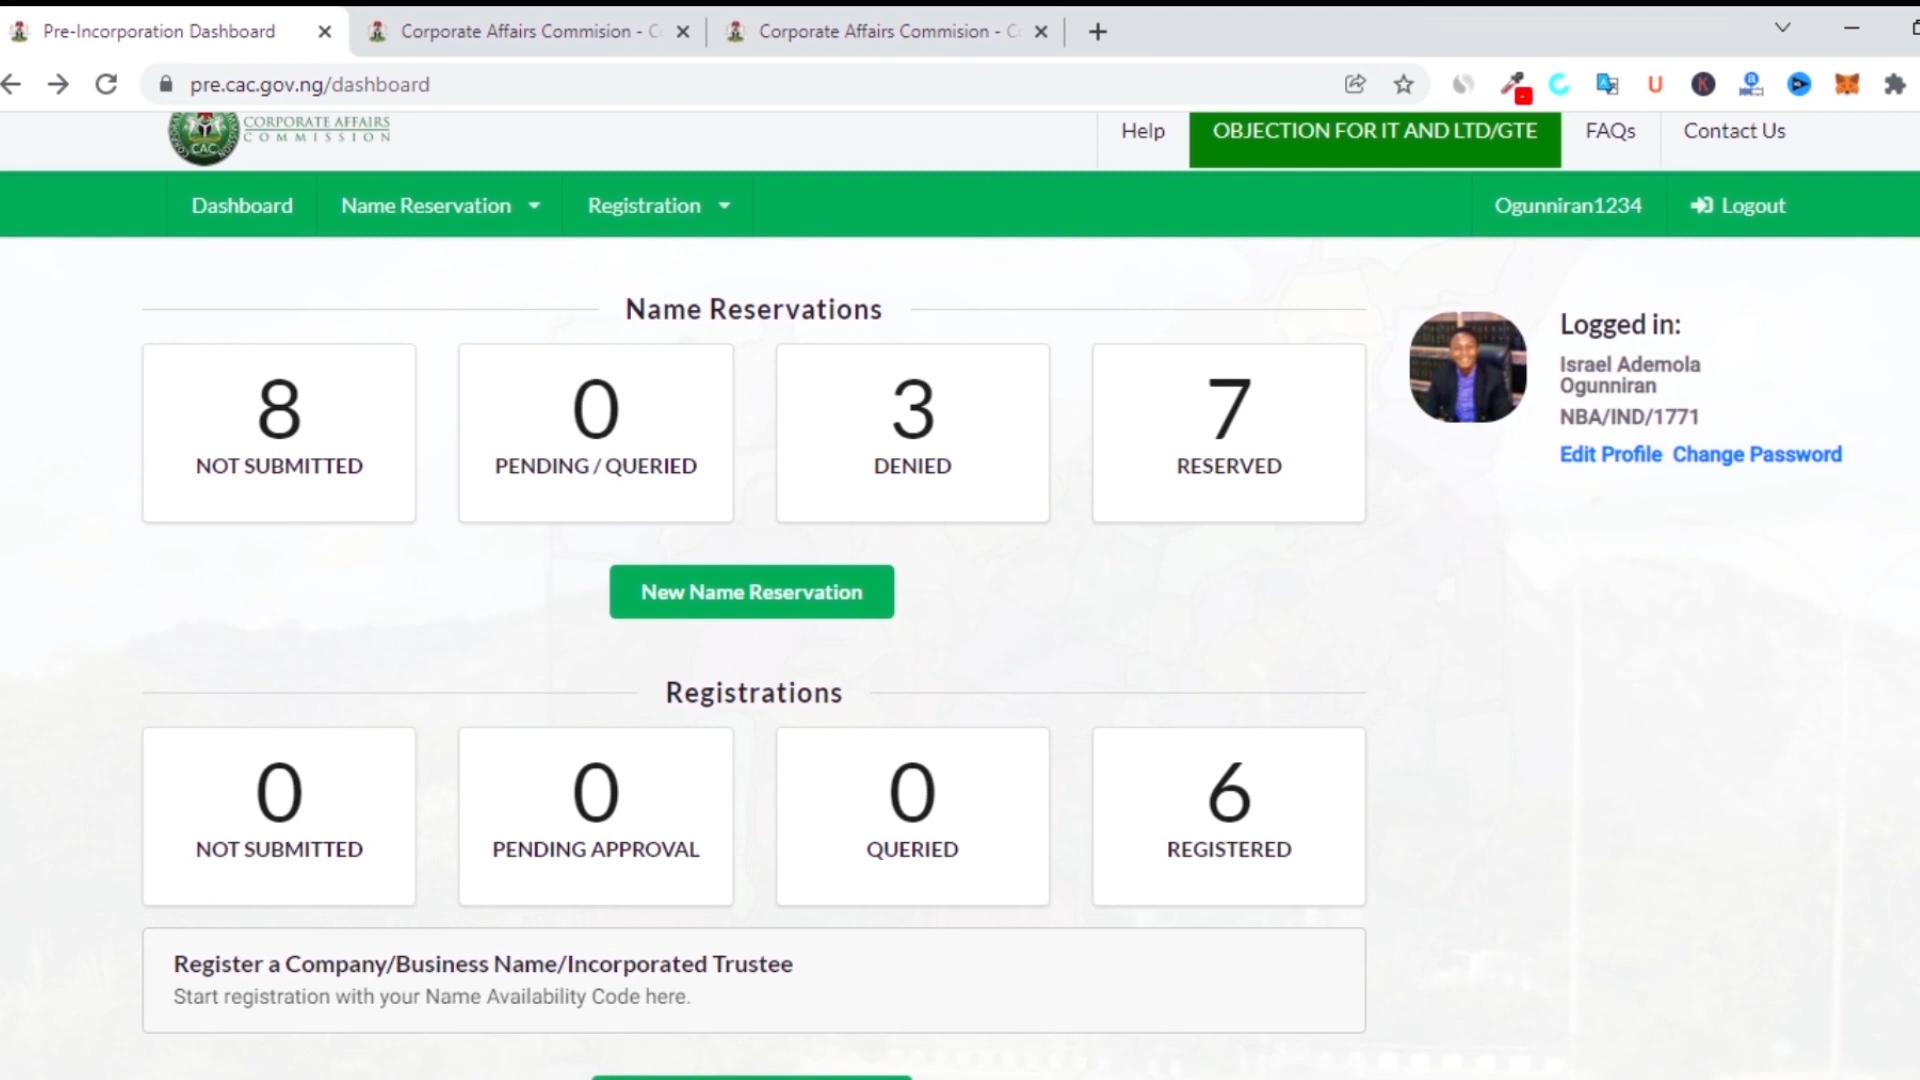 Pre-Incorporation Dashboard
Corporate Affairs Commision - C
Corporate Affairs Commision - C
pre.cac.gov.ng/dashboard
CORPORATE AFFAIRS
COMMISSION
CAC
Help
OBJECTION FOR IT AND LTD/GTE
FAQs
Contact Us
Dashboard
Name Reservation
Registration
Ogunniran1234
Logout
Name Reservations
8
NOT SUBMITTED
0
PENDING / QUERIED
3
DENIED
7
RESERVED
Logged in:
Israel Ademola
Ogunniran
NBA/IND/1771
Edit Profile Change Password
New Name Reservation
Registrations
0
NOT SUBMITTED
0
PENDING APPROVAL
0
QUERIED
6
REGISTERED
Register a Company/Business Name/Incorporated Trustee
Start registration with your Name Availability Code here.